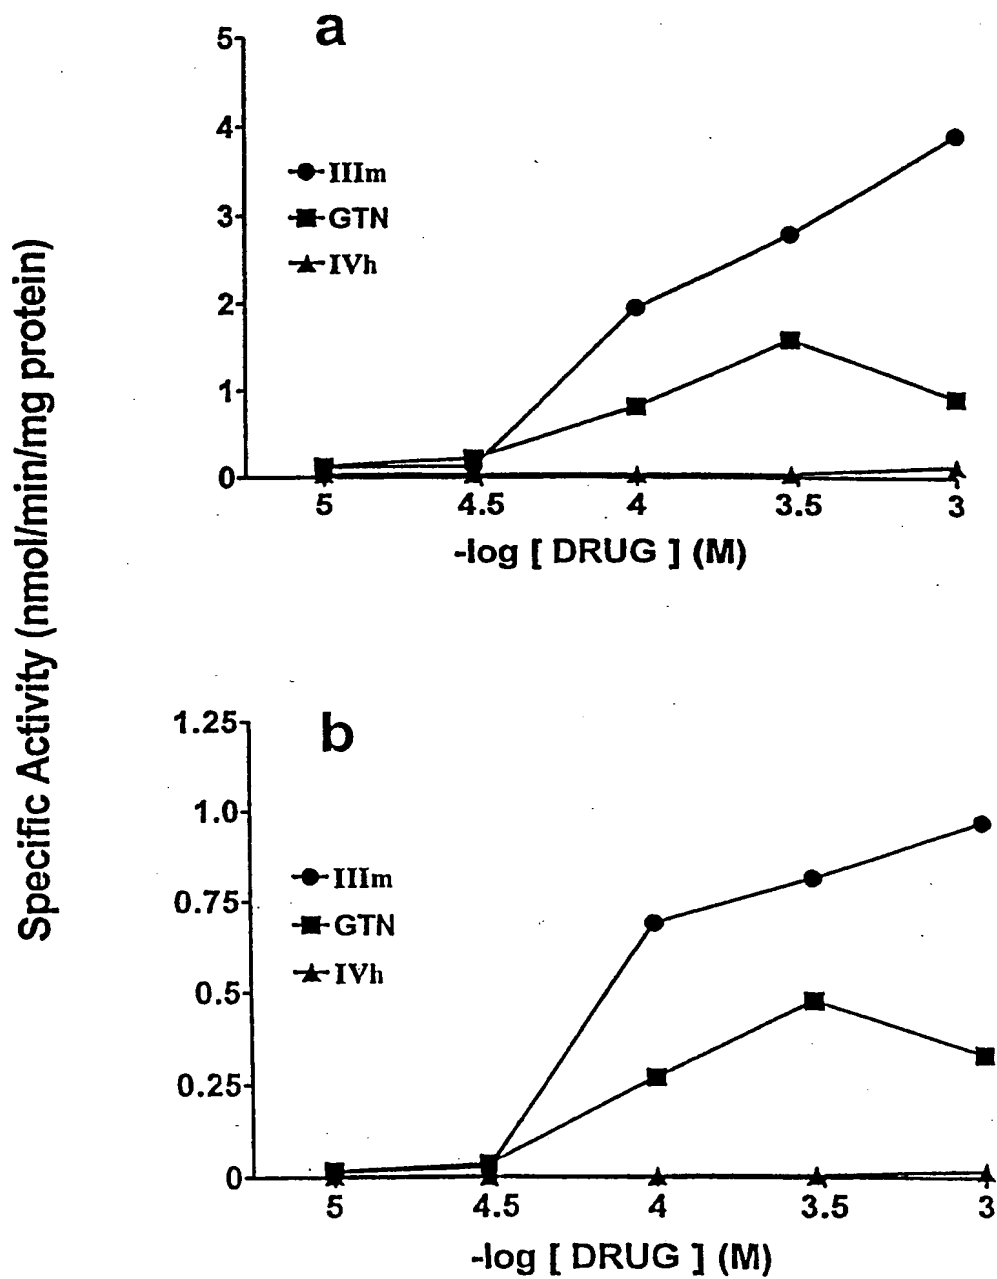 Specific Activity (nmol/min/mg protein)
a
5
4
3
2
1
0
IIIm
GTN
IVh
5 4.5 4 3.5 3
-log [ DRUG ] (M)
b
1.25
1.0
0.75
0.5
0.25
0
IIIm
GTN
IVh
5 4.5 4 3.5 3
-log [ DRUG ] (M)